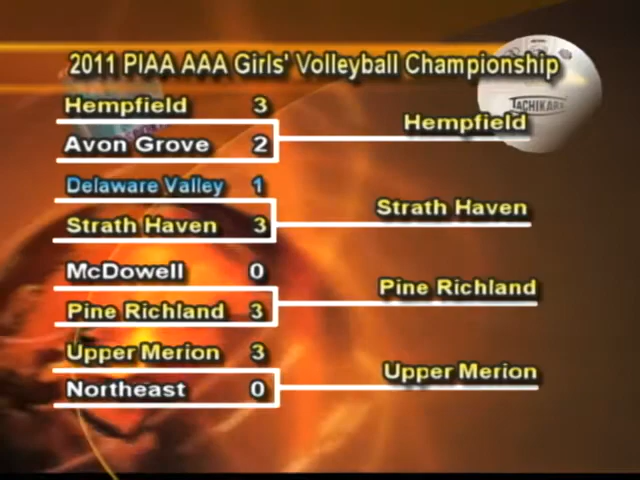 2011 PIAA AAA Girls' Volleyball Championship
TACHIKARA
Hempfield 3
Hempfield
Avon Grove 2
Delaware Valley 1
Strath Haven
Strath Haven 3
McDowell 0
Pine Richland
Pine Richland 3
Upper Merion 3
Upper Merion
Northeast 0